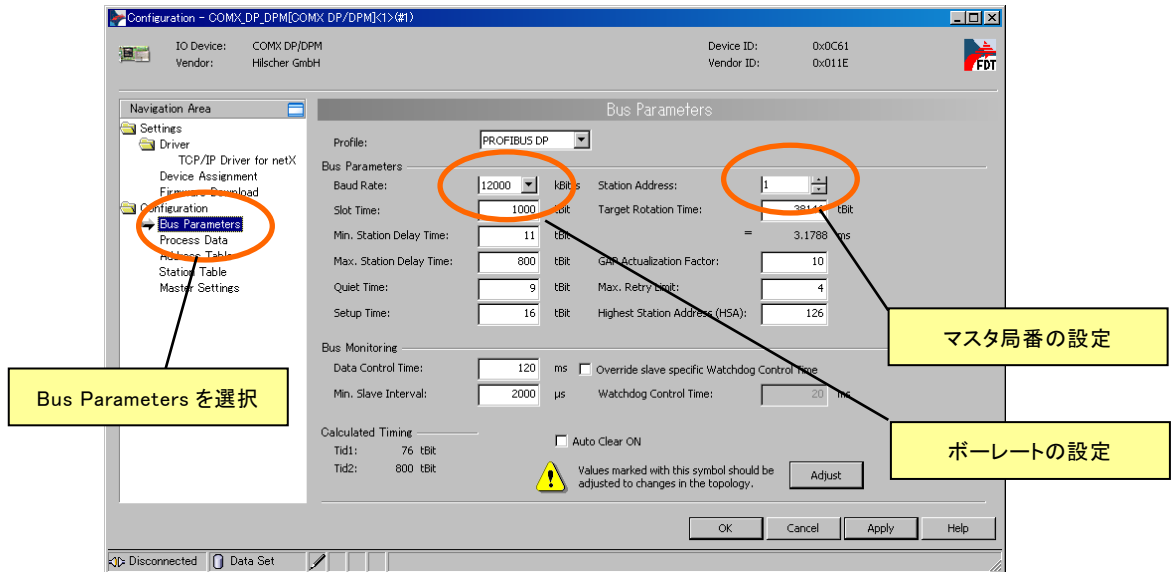 Configuration - COMX_DP_DPM[COMX DP/DPM]<1>(#1)
IO Device: COMX DP/DPM Device ID: 0x0C61
Vendor: Hilscher GmbH Vendor ID: 0x011E
FDT
Navigation Area
Settings
Driver
TCP/IP Driver for netX
Device Assignment
Firmware Download
Configuration
Bus Parameters
Process Data
Address Table
Station Table
Master Settings
Bus Parameters
Profile: PROFIBUS DP
Bus Parameters
Baud Rate: 12000 kBit/s Station Address: 1
Slot Time: 1000 tBit Target Rotation Time: tBit
Min. Station Delay Time: 11 tBit = 3.1788 ms
Max. Station Delay Time: 800 tBit GAP Actualization Factor: 10
Quiet Time: 9 tBit Max. Retry Limit: 4
Setup Time: 16 tBit Highest Station Address (HSA): 126
Bus Monitoring
Data Control Time: 120 ms Override slave specific Watchdog Control Time
Min. Slave Interval: 2000 µs Watchdog Control Time: 20 ms
Calculated Timing
Auto Clear ON
Tid1: 76 tBit
Tid2: 800 tBit
Values marked with this symbol should be
adjusted to changes in the topology.
Adjust
OK Cancel Apply Help
Disconnected Data Set
Bus Parameters を選択
マスタ局番の設定
ボーレートの設定